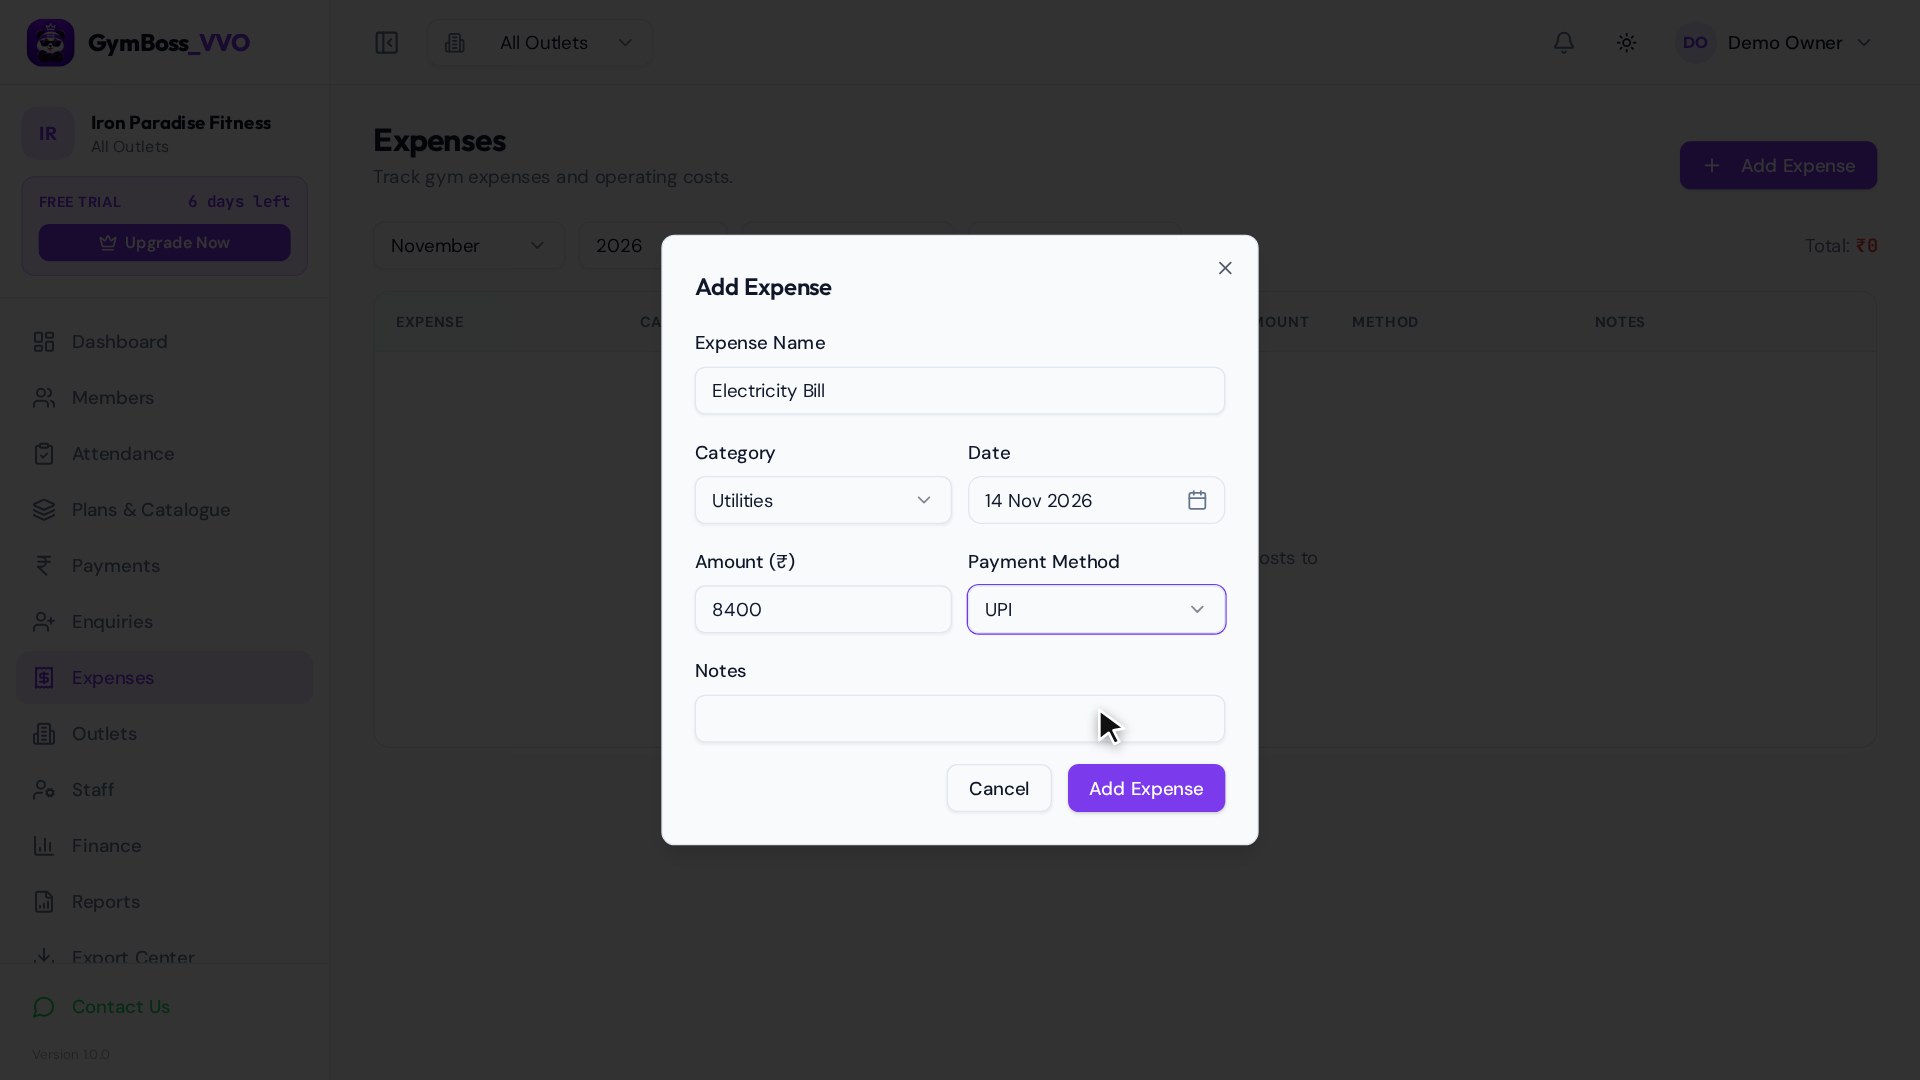 GymBoss_VVO
All Outlets
DO Demo Owner
IR
Iron Paradise Fitness
All Outlets
FREE TRIAL 6 days left
Upgrade Now
Dashboard
Members
Attendance
Plans & Catalogue
Payments
Enquiries
Expenses
Outlets
Staff
Finance
Reports
Export Center
Contact Us
Version 1.0.0
Expenses
Track gym expenses and operating costs.
Add Expense
November
2026
Total: ₹0
EXPENSE
METHOD
NOTES
osts to
Add Expense
Expense Name
Electricity Bill
Category
Date
Utilities
14 Nov 2026
Amount (₹)
Payment Method
8400
UPI
Notes
Cancel
Add Expense